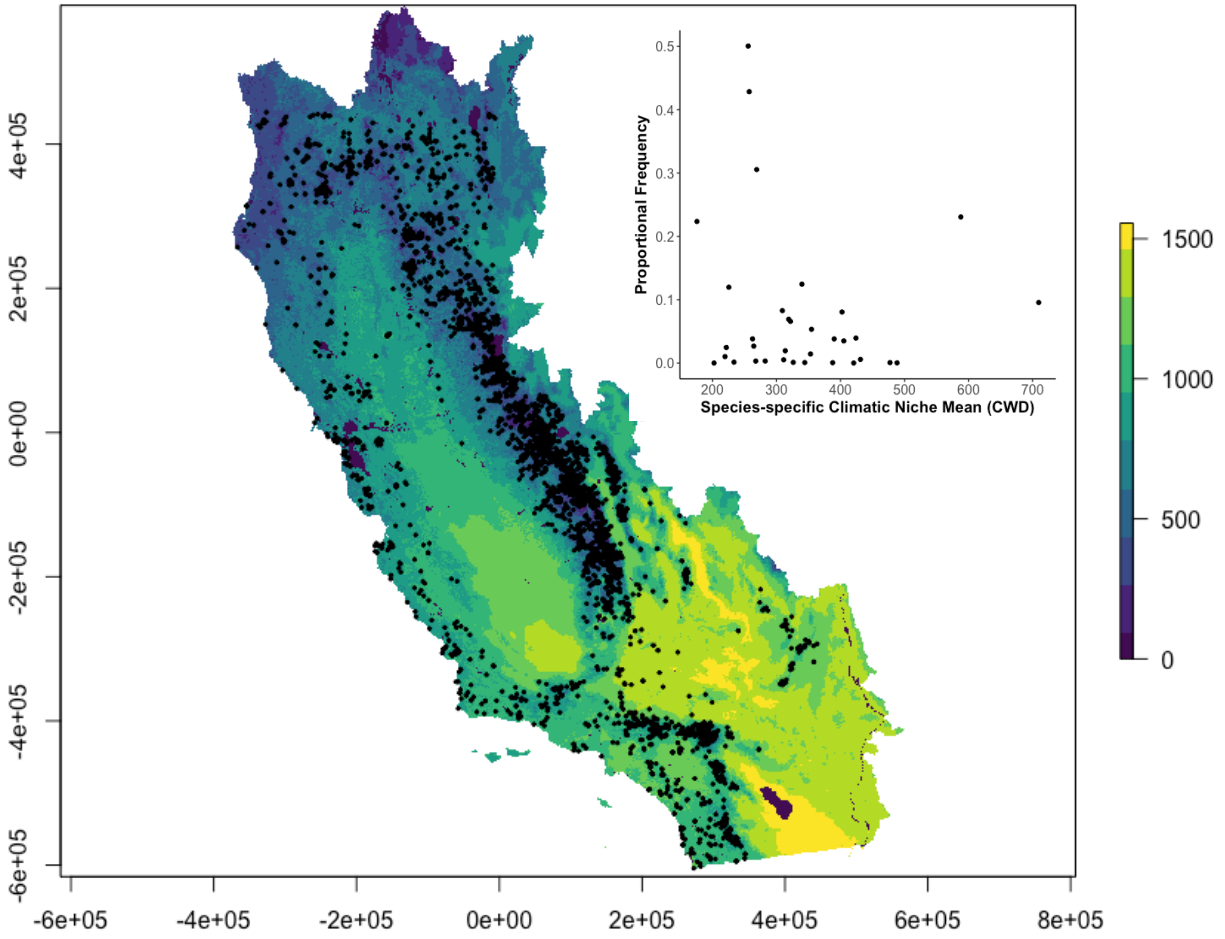 0.5
0.4
0.3
0.2
0.1
0.0
Proportional Frequency
200 300 400 500 600 700
Species-specific Climatic Niche Mean (CWD)
4e+05
2e+05
0e+00
-2e+05
-4e+05
-6e+05
1500
1000
500
0
-6e+05 -4e+05 -2e+05 0e+00 2e+05 4e+05 6e+05 8e+05